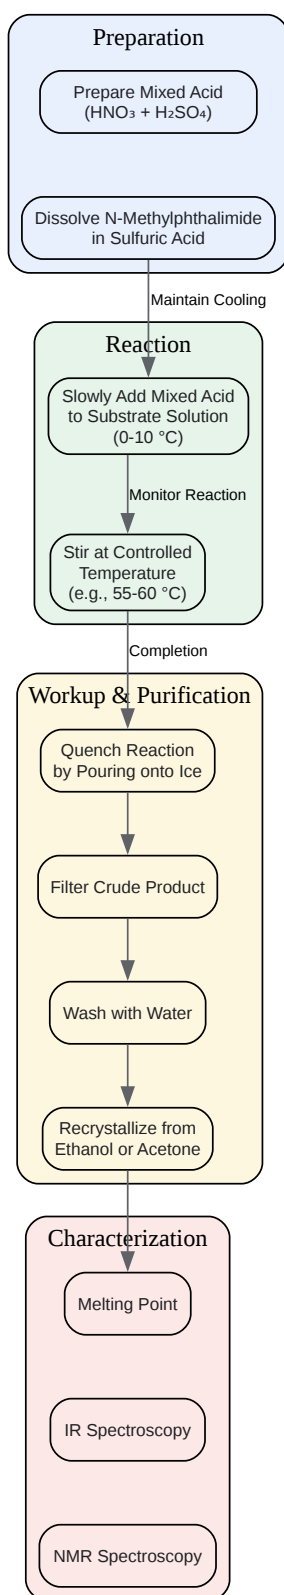 Preparation
Prepare Mixed Acid
(HNO₃ + H₂SO₄)
Dissolve N-Methylphthalimide
in Sulfuric Acid
Maintain Cooling
Reaction
Slowly Add Mixed Acid
to Substrate Solution
(0-10 °C)
Monitor Reaction
Stir at Controlled
Temperature
(e.g., 55-60 °C)
Completion
Workup & Purification
Quench Reaction
by Pouring onto Ice
Filter Crude Product
Wash with Water
Recrystallize from
Ethanol or Acetone
Characterization
Melting Point
IR Spectroscopy
NMR Spectroscopy